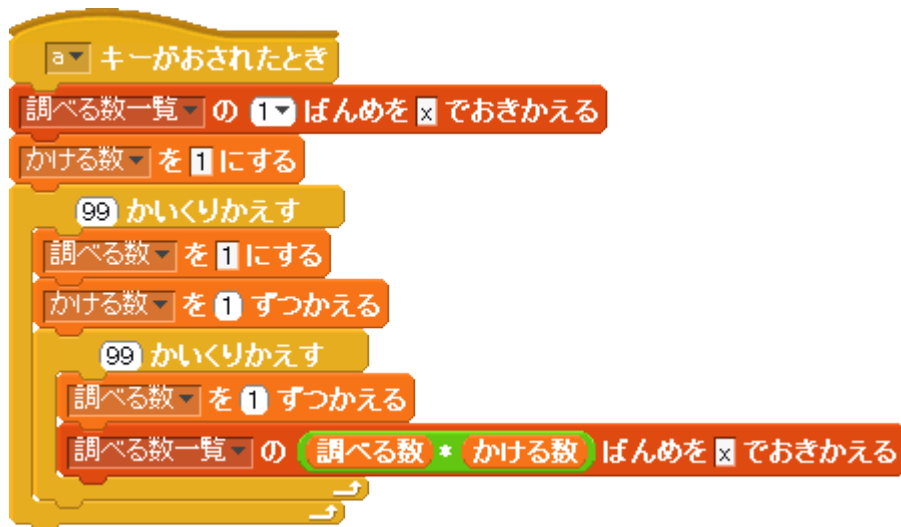 a キーがおされたとき
調べる数一覧 の 1 ばんめを x でおきかえる
かける数 を 1 にする
99 かいくりかえす
調べる数 を 1 にする
かける数 を 1 ずつかえる
99 かいくりかえす
調べる数 を 1 ずつかえる
調べる数一覧 の 調べる数 * かける数 ばんめを x でおきかえる